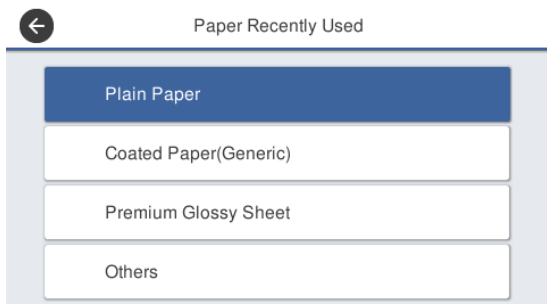 Paper Recently Used
Plain Paper
Coated Paper(Generic)
Premium Glossy Sheet
Others